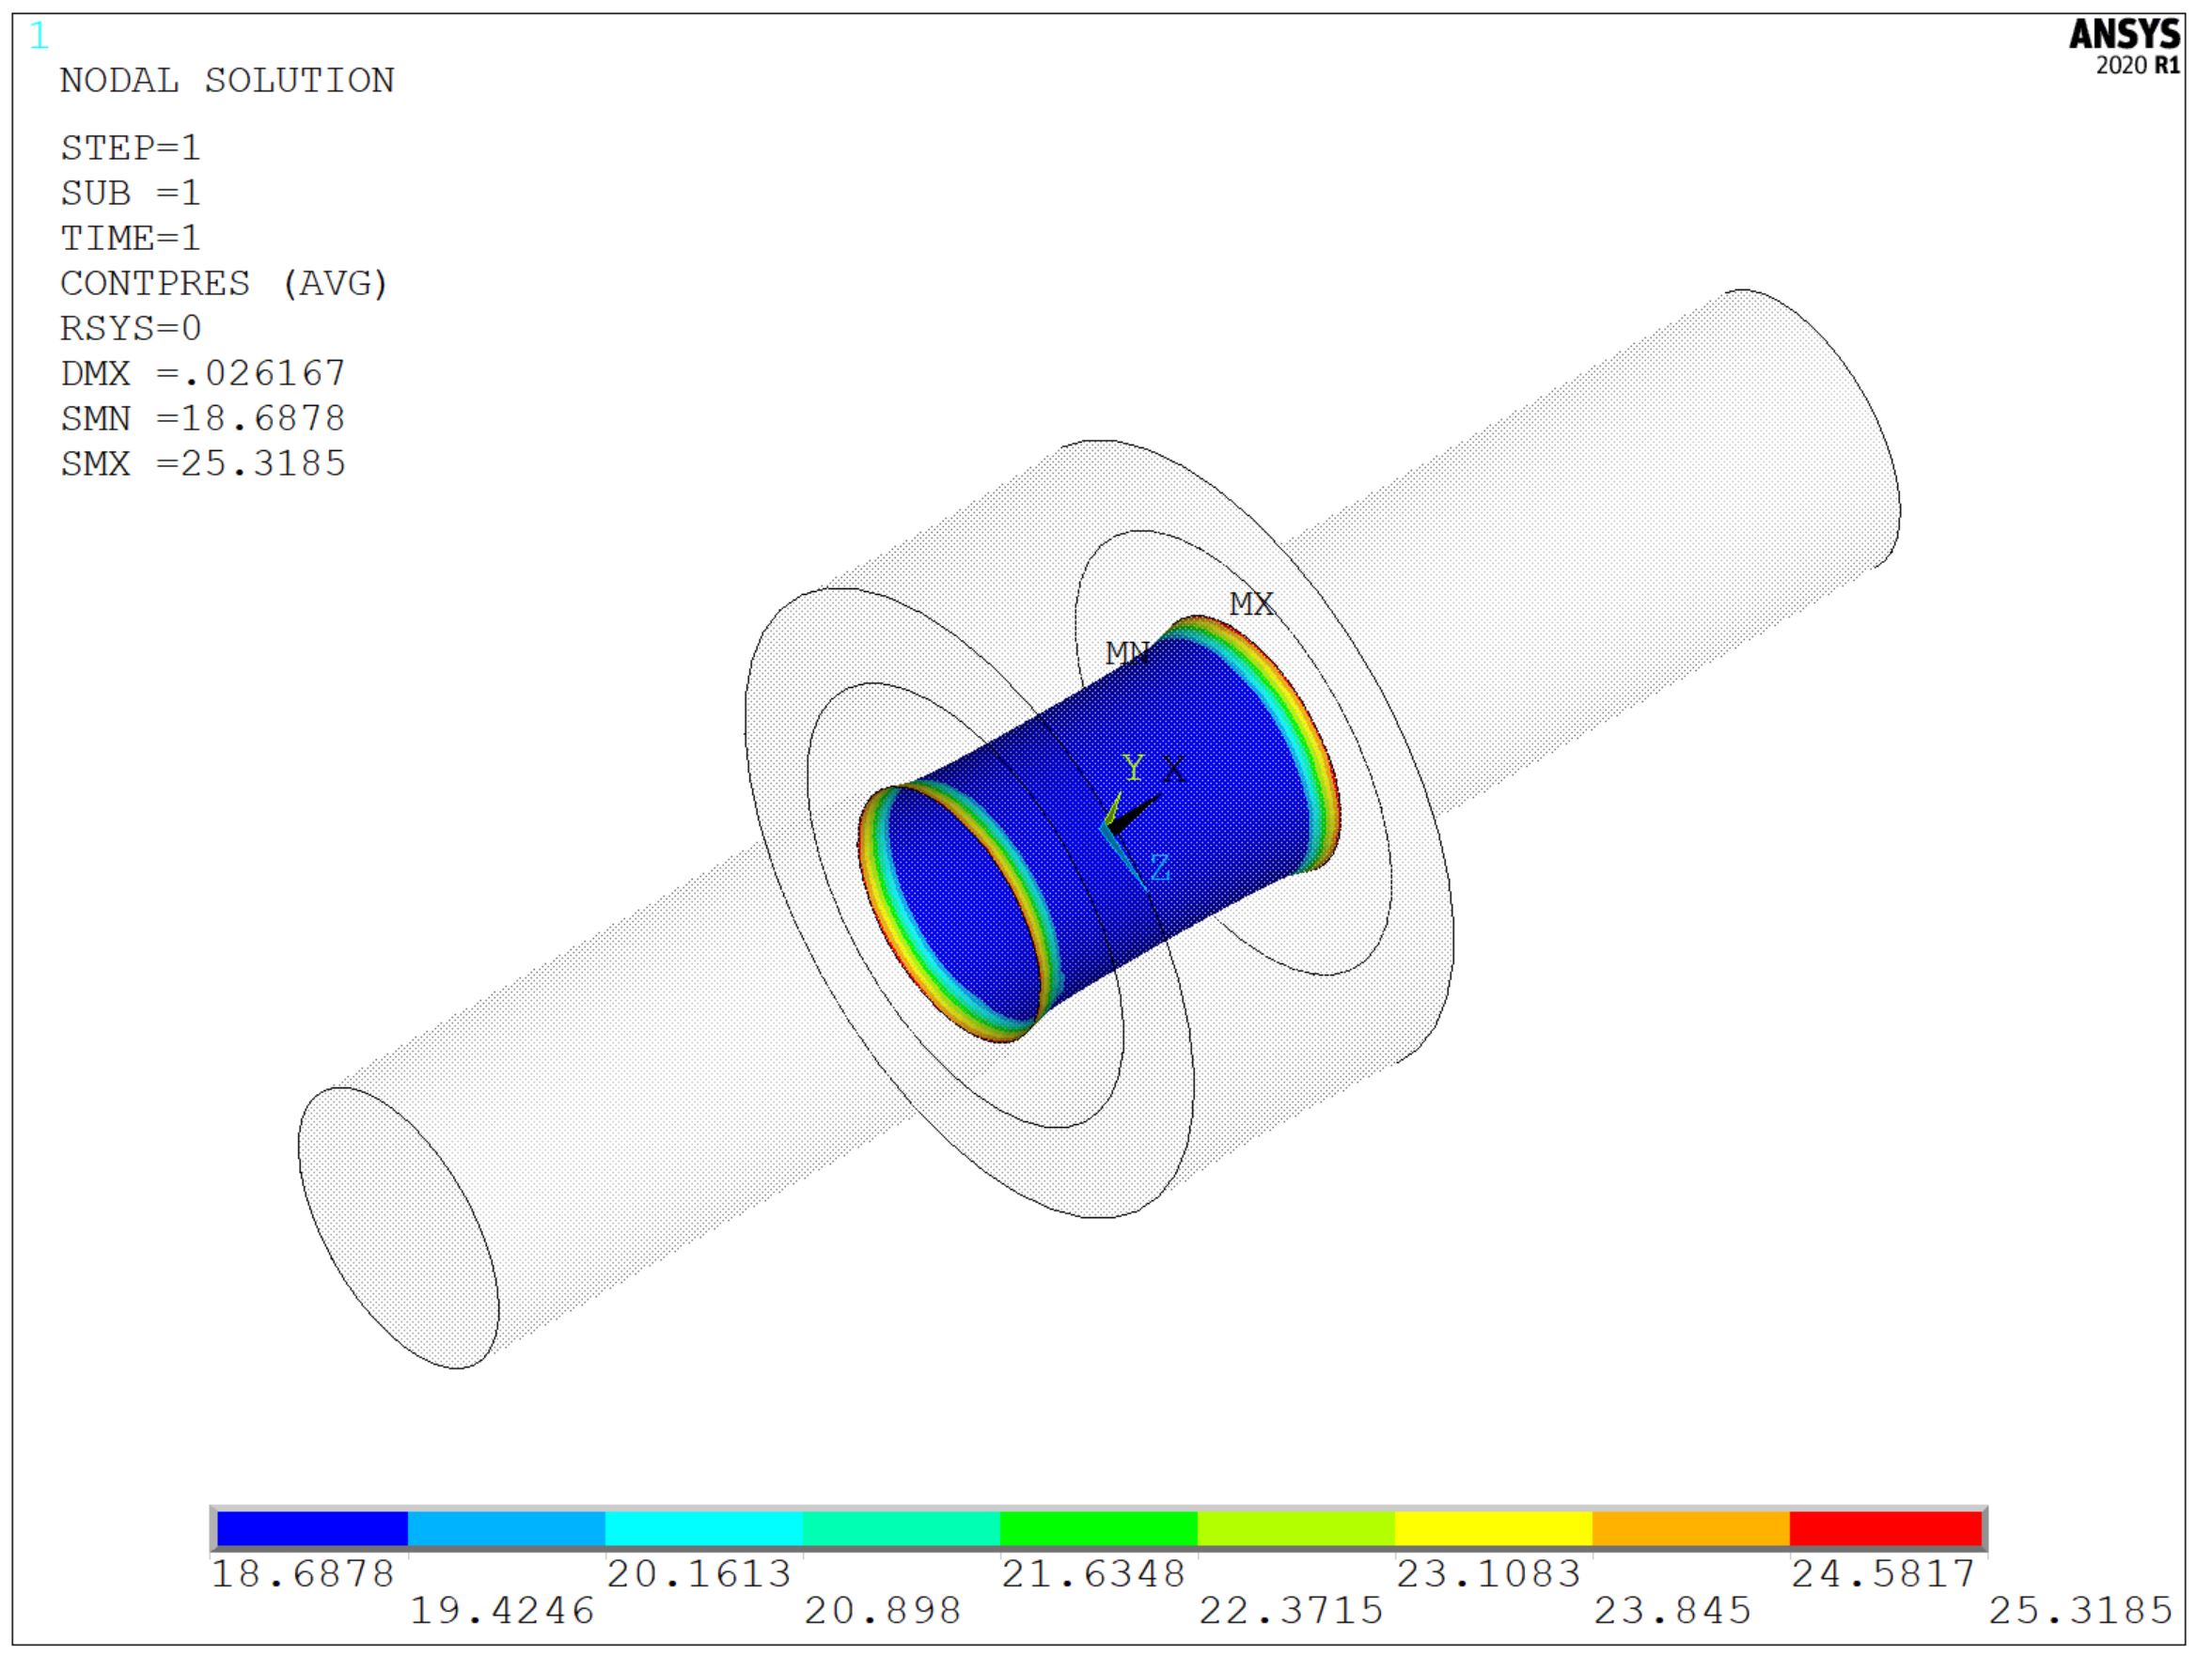 1
ANSYS
2020 R1
NODAL SOLUTION
STEP=1
SUB =1
TIME=1
CONTPRES (AVG)
RSYS=0
DMX =.026167
SMN =18.6878
SMX =25.3185
MX
MN
Y X
Z
18.6878 20.1613 21.6348 23.1083 24.5817
19.4246 20.898 22.3715 23.845 25.3185